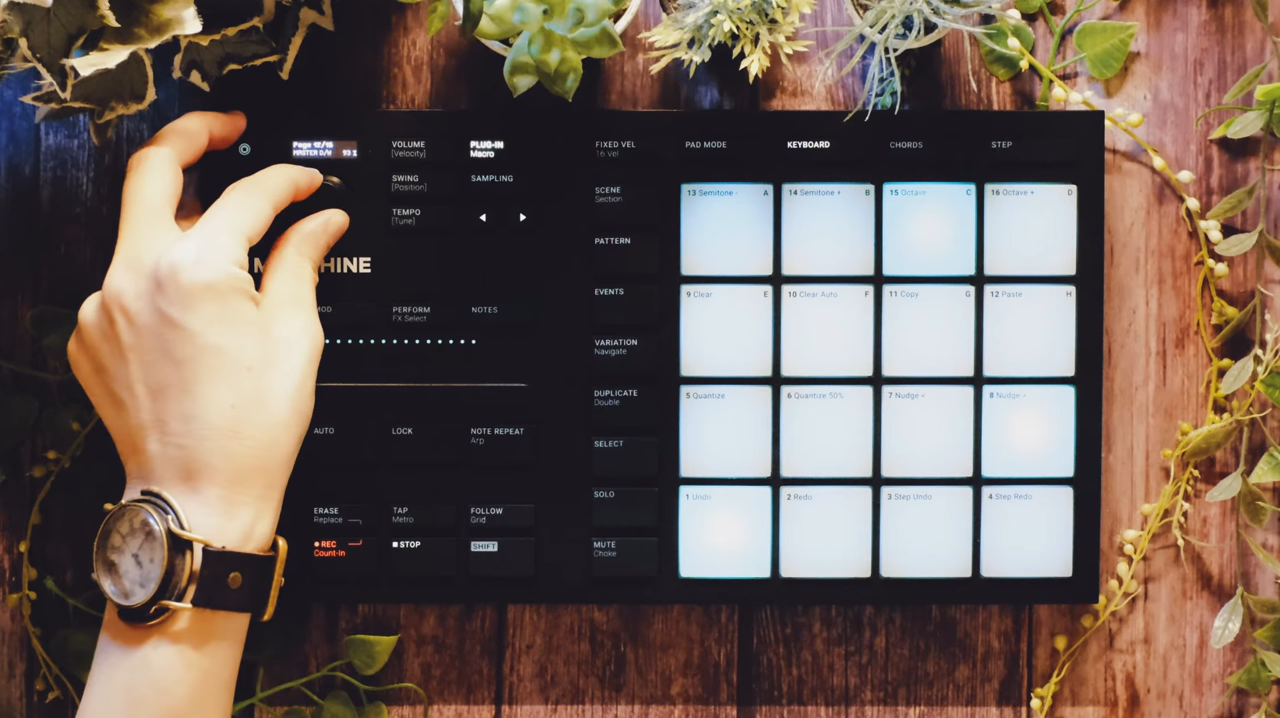 Page 12/15
MASTER D/W 93%
VOLUME
[Velocity]
PLUG-IN
Macro
SWING
[Position]
SAMPLING
TEMPO
[Tune]
M HINE
PERFORM
FX Select
NOTES
AUTO
LOCK
NOTE REPEAT
Arp
ERASE
Replace
TAP
Metro
FOLLOW
Grid
REC
Count-in
STOP
SHIFT
FIXED VEL
16 Vel
SCENE
Section
PATTERN
EVENTS
VARIATION
Navigate
DUPLICATE
Double
SELECT
SOLO
MUTE
Choke
PAD MODE
KEYBOARD
CHORDS
STEP
13 Semitone - A
14 Semitone + B
15 Octave - C
16 Octave + D
9 Clear E
10 Clear Auto F
11 Copy G
12 Paste H
5 Quantize
6 Quantize 50%
7 Nudge <
8 Nudge >
1 Undo
2 Redo
3 Step Undo
4 Step Redo